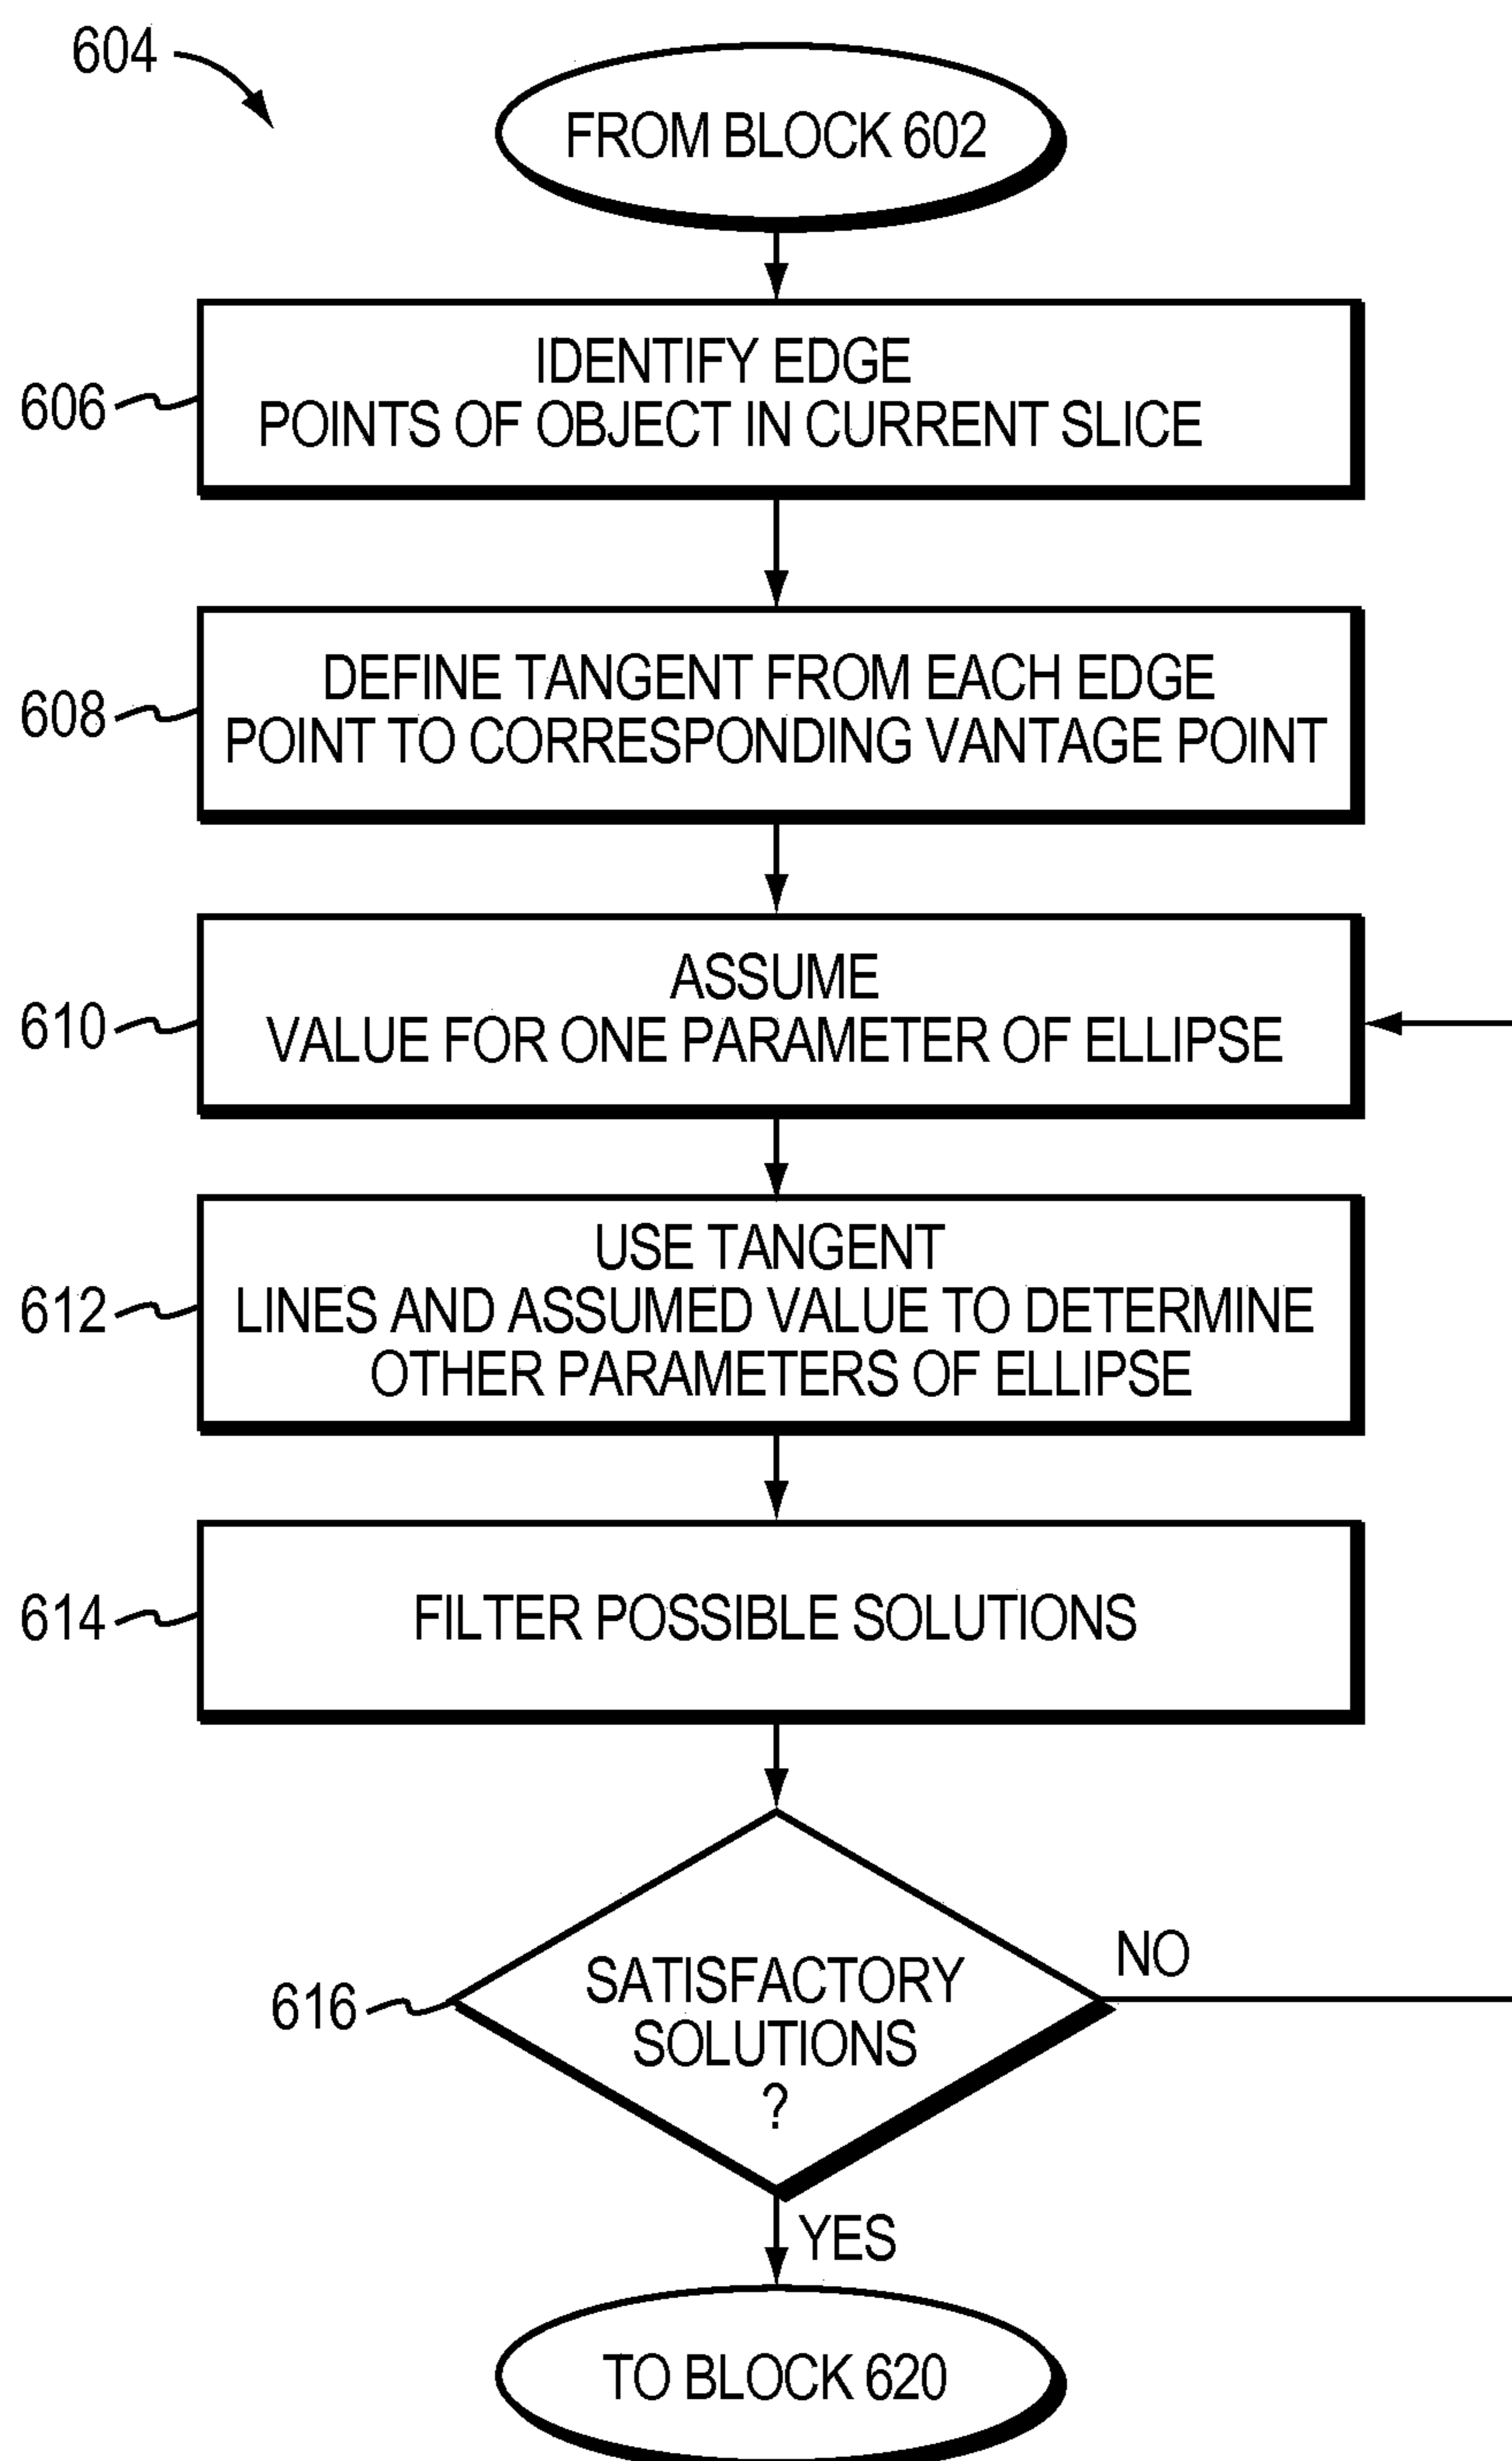 604
FROM BLOCK 602
606
IDENTIFY EDGE
POINTS OF OBJECT IN CURRENT SLICE
608
DEFINE TANGENT FROM EACH EDGE
POINT TO CORRESPONDING VANTAGE POINT
610
ASSUME
VALUE FOR ONE PARAMETER OF ELLIPSE
612
USE TANGENT
LINES AND ASSUMED VALUE TO DETERMINE
OTHER PARAMETERS OF ELLIPSE
614
FILTER POSSIBLE SOLUTIONS
616
SATISFACTORY
SOLUTIONS
?
NO
YES
TO BLOCK 620